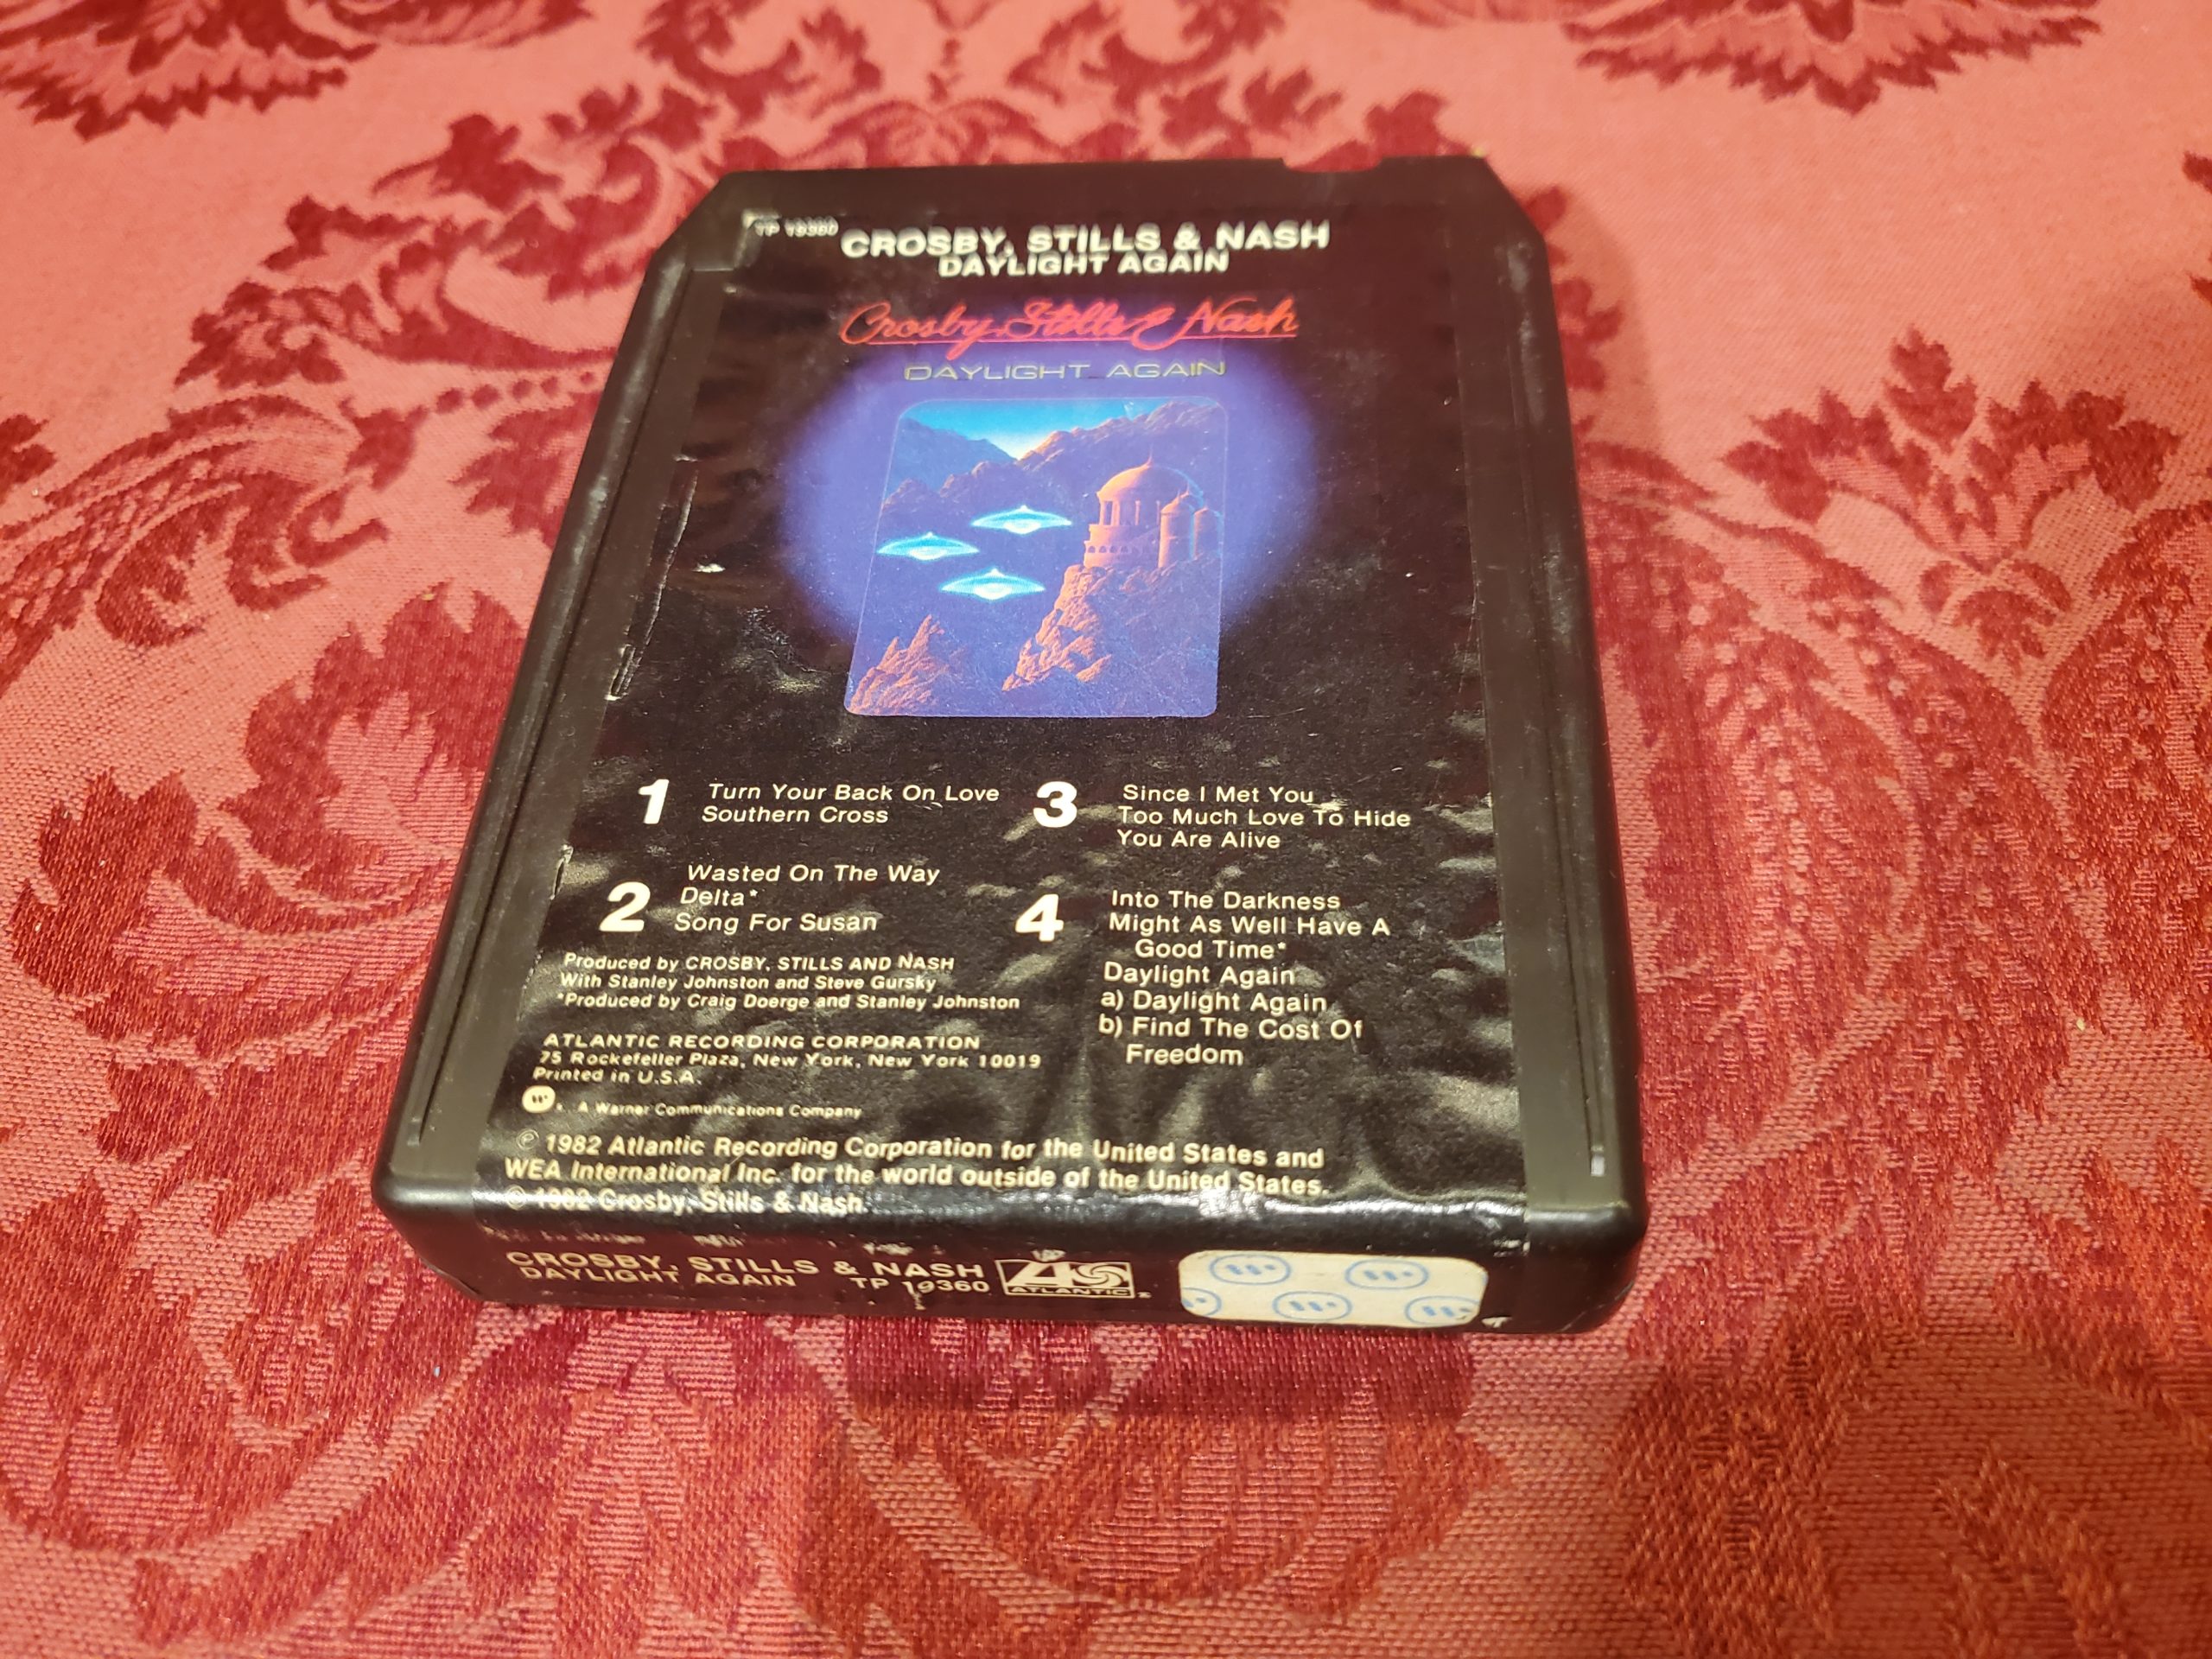 TP 19360
CROSBY, STILLS & NASH
DAYLIGHT AGAIN
Crosby, Stills & Nash
DAYLIGHT AGAIN
1
Turn Your Back On Love
Southern Cross
2
Wasted On The Way
Delta*
Song For Susan
3
Since I Met You
Too Much Love To Hide
You Are Alive
4
Into The Darkness
Might As Well Have A
Good Time*
Daylight Again
a) Daylight Again
b) Find The Cost Of
Freedom
Produced by CROSBY, STILLS AND NASH
With Stanley Johnston and Steve Gursky
*Produced by Craig Doerge and Stanley Johnston
ATLANTIC RECORDING CORPORATION
75 Rockefeller Plaza, New York, New York 10019
Printed in U.S.A.
A Warner Communications Company
℗ 1982 Atlantic Recording Corporation for the United States and
WEA International Inc. for the world outside of the United States.
© 1982 Crosby, Stills & Nash
CROSBY, STILLS & NASH
DAYLIGHT AGAIN TP 19360
ATLANTIC